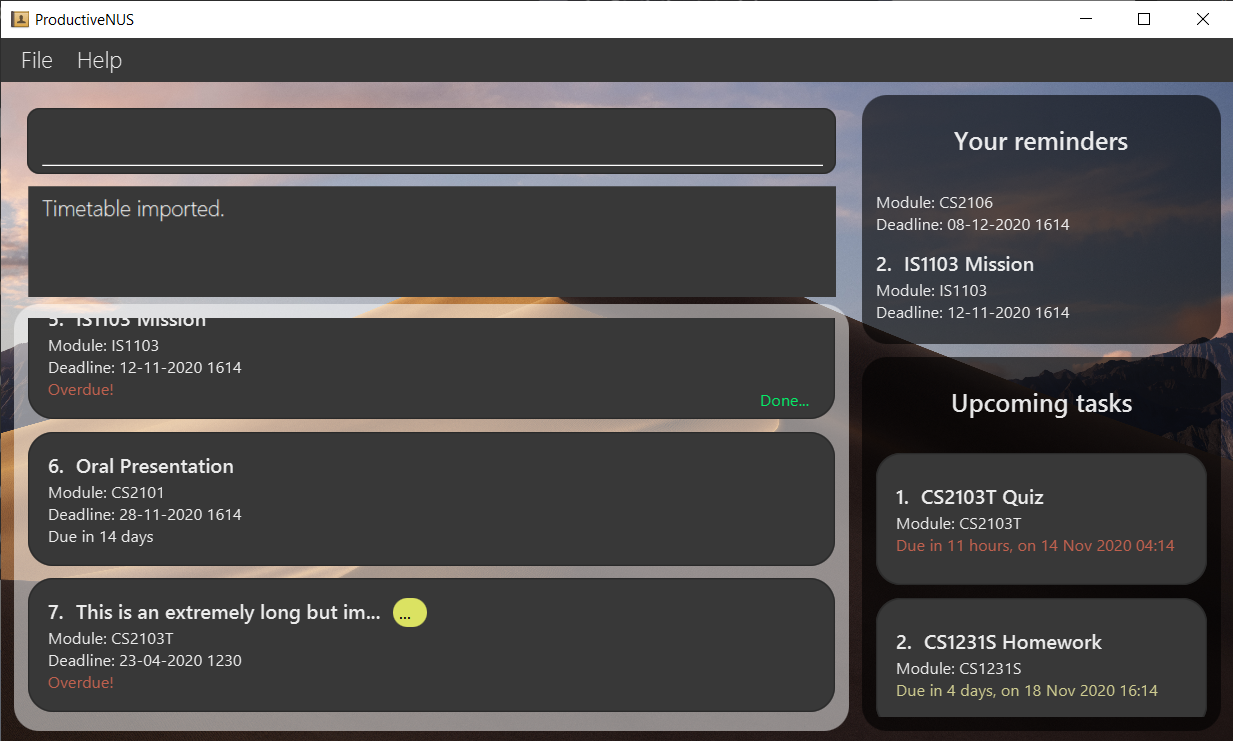 ProductiveNUS
File Help
Timetable imported.
5. IS1103 Mission
Module: IS1103
Deadline: 12-11-2020 1614
Overdue!
Done...
6. Oral Presentation
Module: CS2101
Deadline: 28-11-2020 1614
Due in 14 days
7. This is an extremely long but im... ...
Module: CS2103T
Deadline: 23-04-2020 1230
Overdue!
Your reminders
Module: CS2106
Deadline: 08-12-2020 1614
2. IS1103 Mission
Module: IS1103
Deadline: 12-11-2020 1614
Upcoming tasks
1. CS2103T Quiz
Module: CS2103T
Due in 11 hours, on 14 Nov 2020 04:14
2. CS1231S Homework
Module: CS1231S
Due in 4 days, on 18 Nov 2020 16:14